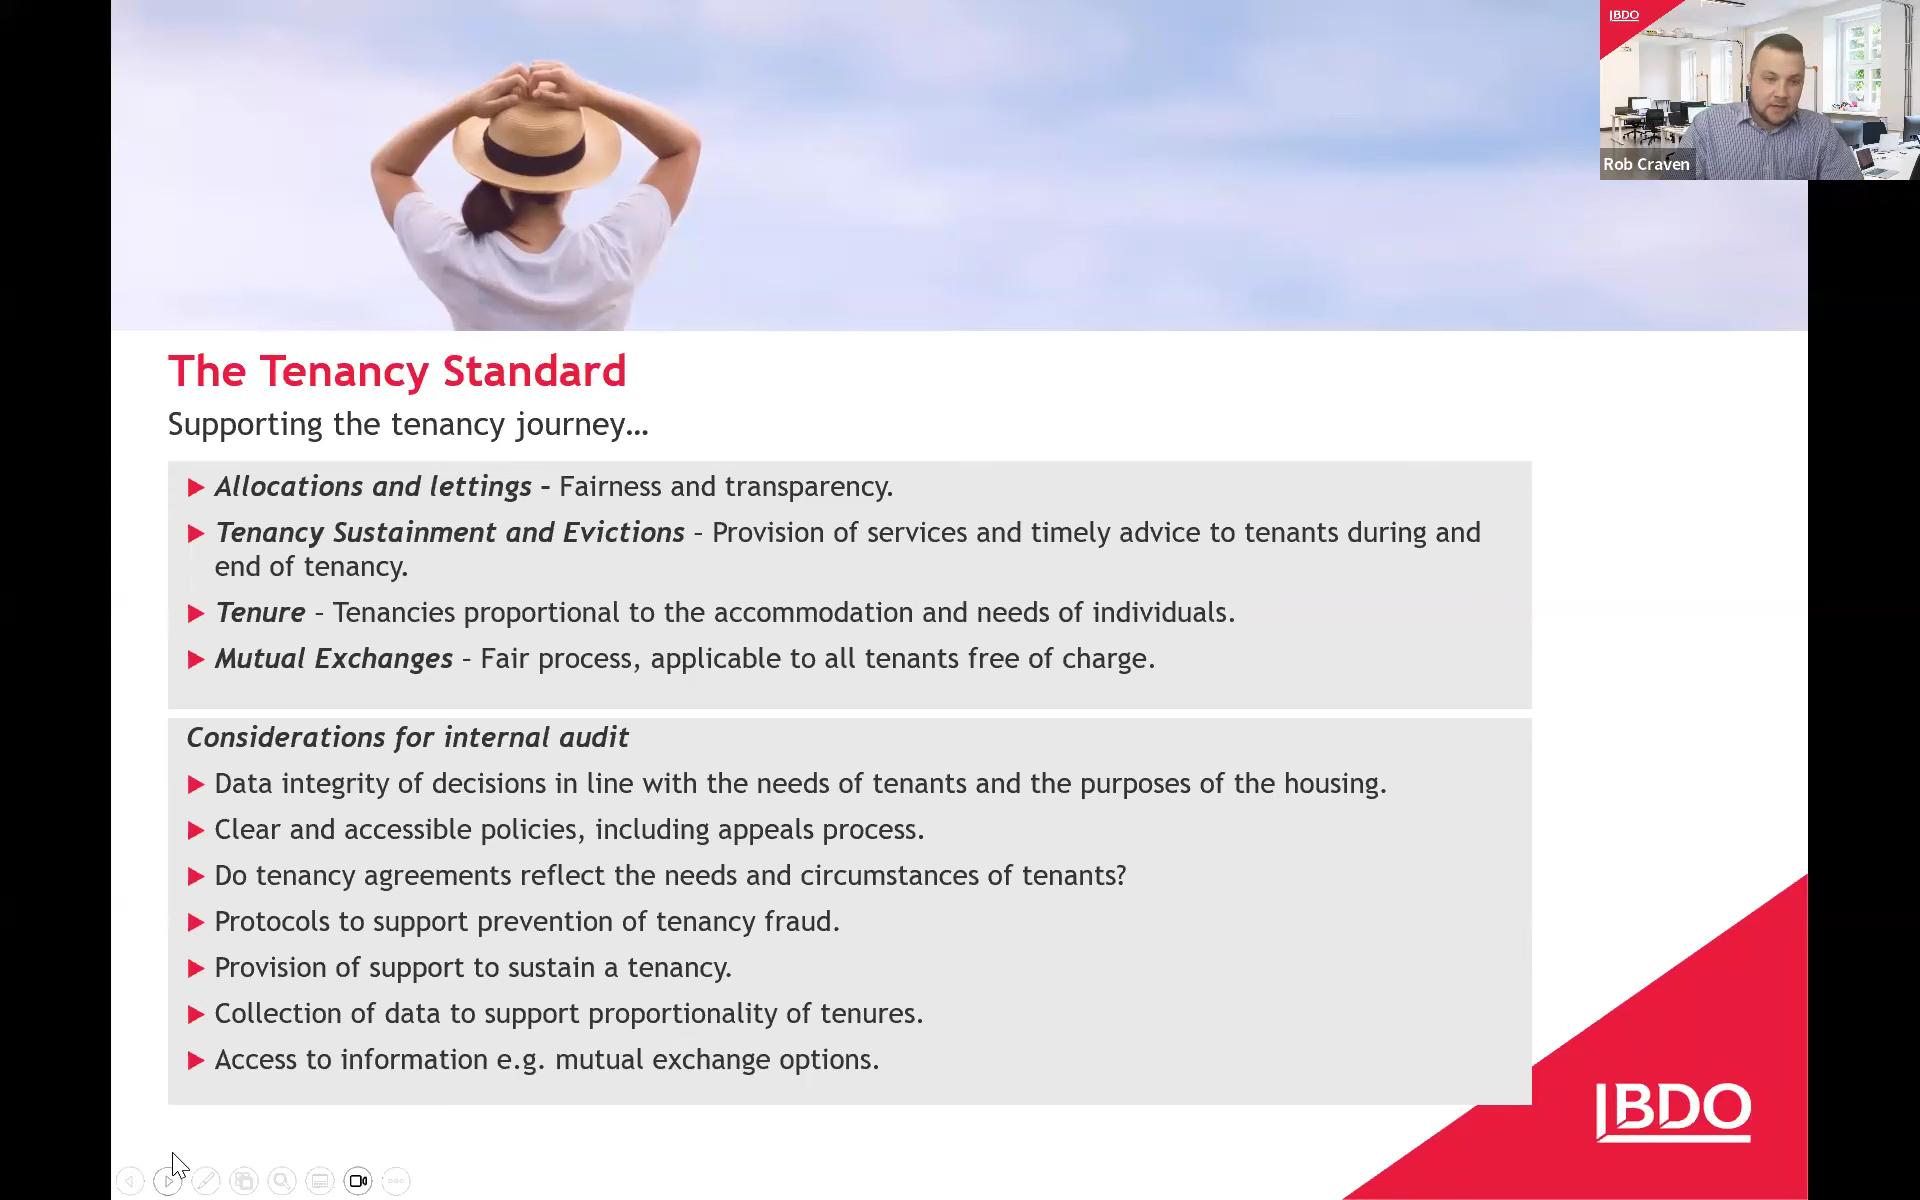 BDO
Rob Craven
The Tenancy Standard
Supporting the tenancy journey…
Allocations and lettings – Fairness and transparency.
Tenancy Sustainment and Evictions – Provision of services and timely advice to tenants during and
end of tenancy.
Tenure – Tenancies proportional to the accommodation and needs of individuals.
Mutual Exchanges – Fair process, applicable to all tenants free of charge.
Considerations for internal audit
Data integrity of decisions in line with the needs of tenants and the purposes of the housing.
Clear and accessible policies, including appeals process.
Do tenancy agreements reflect the needs and circumstances of tenants?
Protocols to support prevention of tenancy fraud.
Provision of support to sustain a tenancy.
Collection of data to support proportionality of tenures.
Access to information e.g. mutual exchange options.
BDO